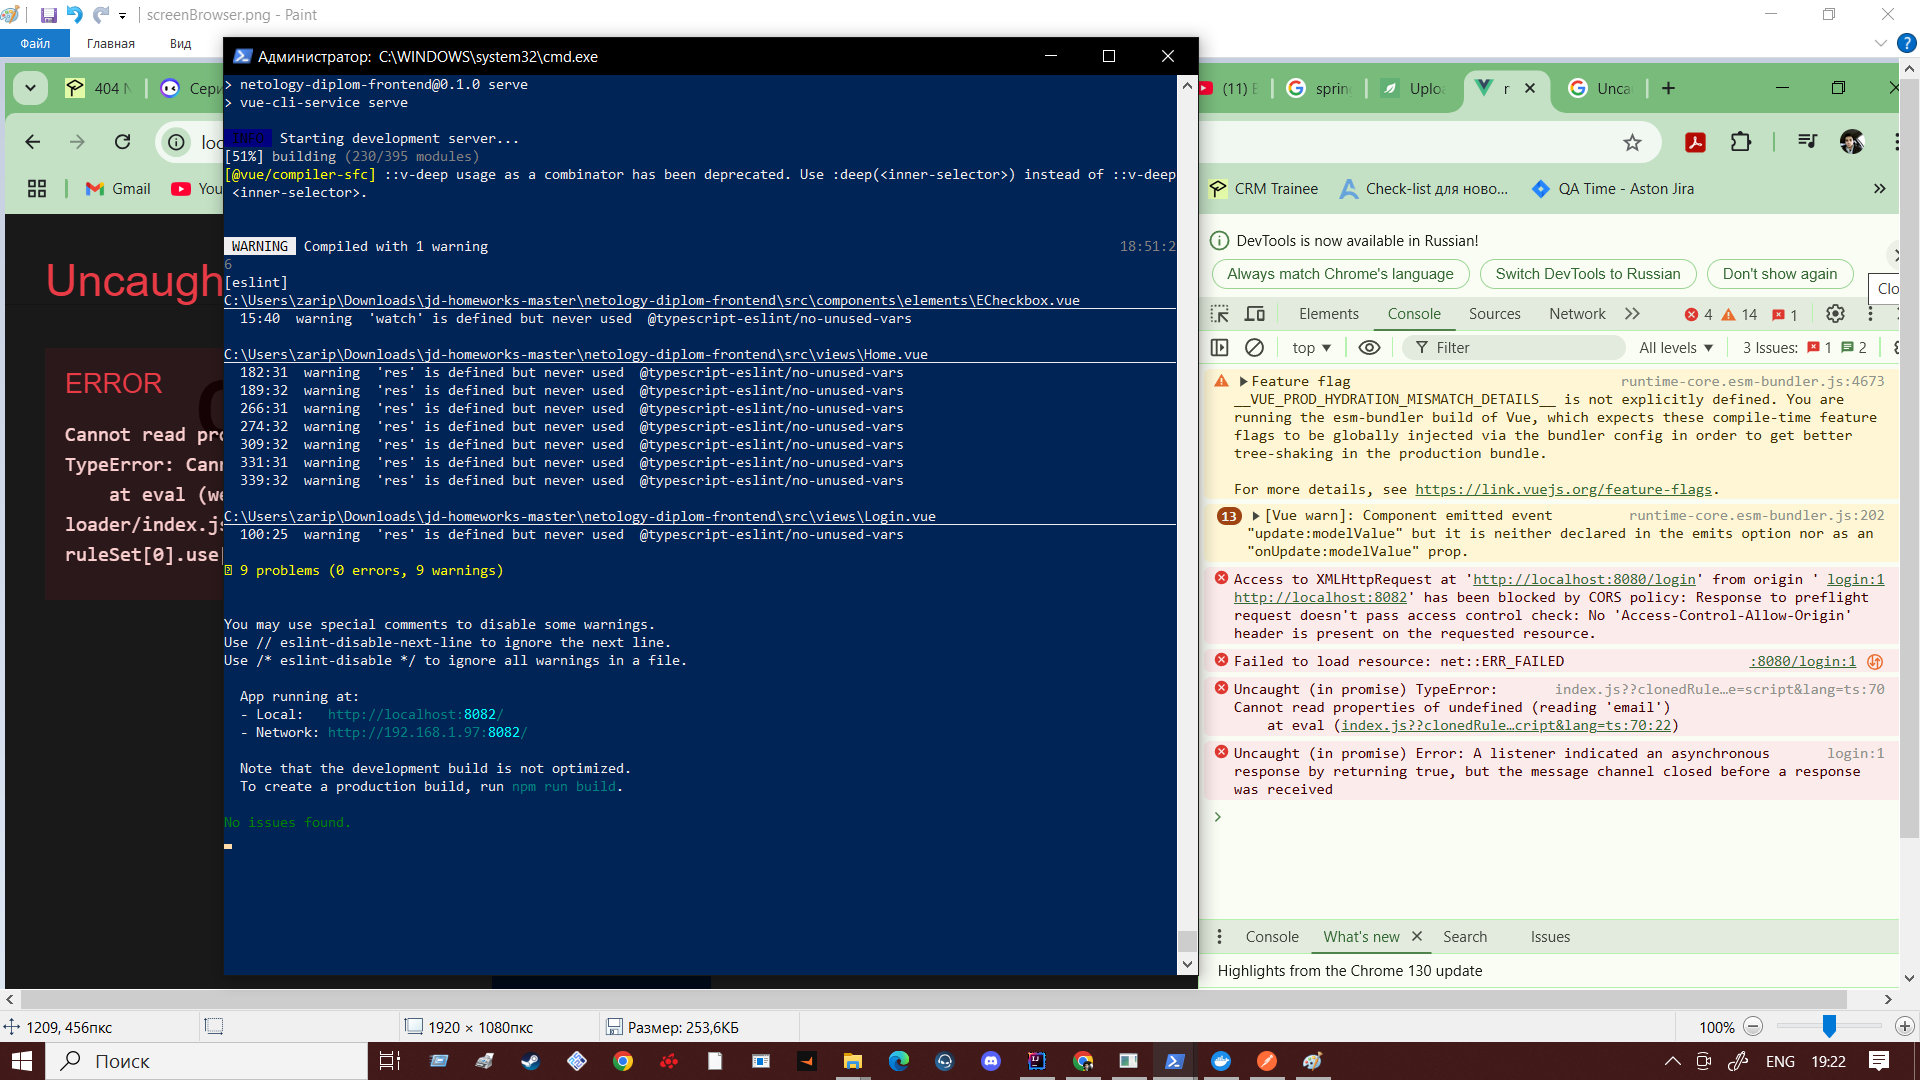 screenBrowser.png - Paint
Файл
Главная
Вид
Администратор: C:\WINDOWS\system32\cmd.exe
404 N
Сери
(11) E
sprin
Uploa
r
Unca
loc
Gmail
You
CRM Trainee
Check-list для ново...
QA Time - Aston Jira
> netology-diplom-frontend@0.1.0 serve
> vue-cli-service serve
INFO Starting development server...
[51%] building (230/395 modules)
[@vue/compiler-sfc] ::v-deep usage as a combinator has been deprecated. Use :deep(<inner-selector>) instead of ::v-deep
<inner-selector>.
WARNING Compiled with 1 warning 18:51:2
6
[eslint]
C:\Users\zarip\Downloads\jd-homeworks-master\netology-diplom-frontend\src\components\elements\ECheckbox.vue
15:40 warning 'watch' is defined but never used @typescript-eslint/no-unused-vars
C:\Users\zarip\Downloads\jd-homeworks-master\netology-diplom-frontend\src\views\Home.vue
182:31 warning 'res' is defined but never used @typescript-eslint/no-unused-vars
189:32 warning 'res' is defined but never used @typescript-eslint/no-unused-vars
266:31 warning 'res' is defined but never used @typescript-eslint/no-unused-vars
274:32 warning 'res' is defined but never used @typescript-eslint/no-unused-vars
309:32 warning 'res' is defined but never used @typescript-eslint/no-unused-vars
331:31 warning 'res' is defined but never used @typescript-eslint/no-unused-vars
339:32 warning 'res' is defined but never used @typescript-eslint/no-unused-vars
C:\Users\zarip\Downloads\jd-homeworks-master\netology-diplom-frontend\src\views\Login.vue
100:25 warning 'res' is defined but never used @typescript-eslint/no-unused-vars
9 problems (0 errors, 9 warnings)
You may use special comments to disable some warnings.
Use // eslint-disable-next-line to ignore the next line.
Use /* eslint-disable */ to ignore all warnings in a file.
App running at:
- Local: http://localhost:8082/
- Network: http://192.168.1.97:8082/
Note that the development build is not optimized.
To create a production build, run npm run build.
No issues found.
Uncaugh
ERROR
Cannot read pro
TypeError: Cann
at eval (we
loader/index.js
ruleSet[0].use[
DevTools is now available in Russian!
Always match Chrome's language
Switch DevTools to Russian
Don't show again
Clo
Elements
Console
Sources
Network
4
14
1
top
Filter
All levels
3 Issues:
1
2
Feature flag runtime-core.esm-bundler.js:4673
__VUE_PROD_HYDRATION_MISMATCH_DETAILS__ is not explicitly defined. You are
running the esm-bundler build of Vue, which expects these compile-time feature
flags to be globally injected via the bundler config in order to get better
tree-shaking in the production bundle.
For more details, see https://link.vuejs.org/feature-flags.
13 [Vue warn]: Component emitted event runtime-core.esm-bundler.js:202
"update:modelValue" but it is neither declared in the emits option nor as an
"onUpdate:modelValue" prop.
Access to XMLHttpRequest at 'http://localhost:8080/login' from origin ' login:1
http://localhost:8082' has been blocked by CORS policy: Response to preflight
request doesn't pass access control check: No 'Access-Control-Allow-Origin'
header is present on the requested resource.
Failed to load resource: net::ERR_FAILED :8080/login:1
Uncaught (in promise) TypeError: index.js??clonedRule…e=script&lang=ts:70
Cannot read properties of undefined (reading 'email')
at eval (index.js??clonedRule…cript&lang=ts:70:22)
Uncaught (in promise) Error: A listener indicated an asynchronous login:1
response by returning true, but the message channel closed before a response
was received
Console
What's new
Search
Issues
Highlights from the Chrome 130 update
1209, 456пкс
1920 × 1080пкс
Размер: 253,6КБ
100%
Поиск
ENG
19:22